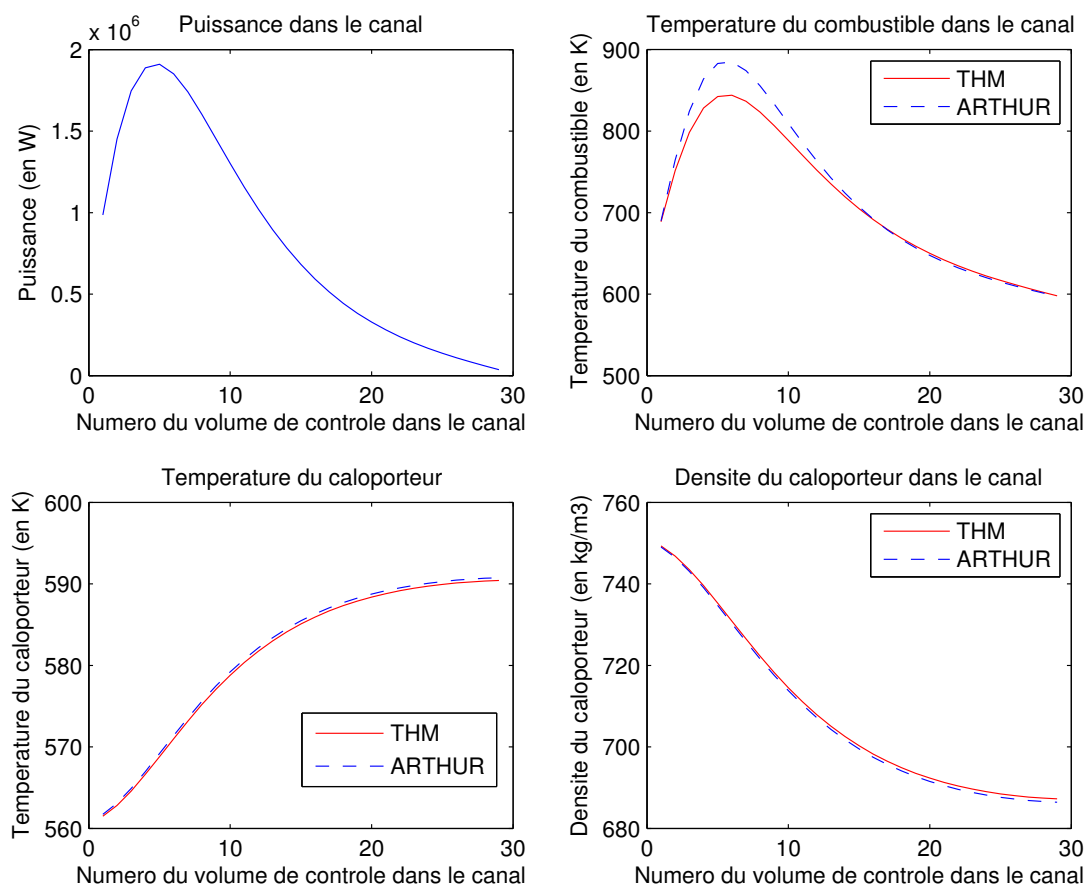 Puissance dans le canal
x 10⁶
2
1.5
1
0.5
0
Puissance (en W)
0 10 20 30
Numero du volume de controle dans le canal
Temperature du combustible dans le canal
900
800
700
600
500
Temperature du combustible (en K)
THM
ARTHUR
0 10 20 30
Numero du volume de controle dans le canal
Temperature du caloporteur
600
590
580
570
560
Temperature du caloporteur (en K)
THM
ARTHUR
0 10 20 30
Numero du volume de controle dans le canal
Densite du caloporteur dans le canal
760
740
720
700
680
Densite du caloporteur (en kg/m3)
THM
ARTHUR
0 10 20 30
Numero du volume de controle dans le canal